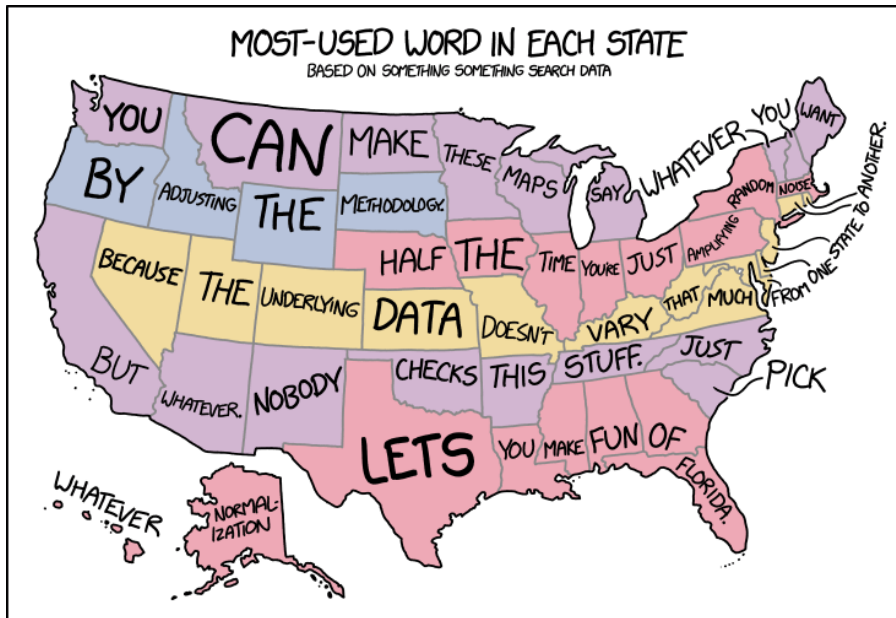 MOST-USED WORD IN EACH STATE
BASED ON SOMETHING SOMETHING SEARCH DATA
YOU CAN MAKE THESE MAPS SAY WHATEVER YOU WANT
BY ADJUSTING THE METHODOLOGY.
HALF THE TIME YOU'RE JUST AMPLIFYING RANDOM NOISE
BECAUSE THE UNDERLYING DATA DOESN'T VARY THAT MUCH FROM ONE STATE TO ANOTHER.
BUT WHATEVER. NOBODY CHECKS THIS STUFF. JUST PICK
WHATEVER
NORMAL-
IZATION
LETS YOU MAKE FUN OF FLORIDA.